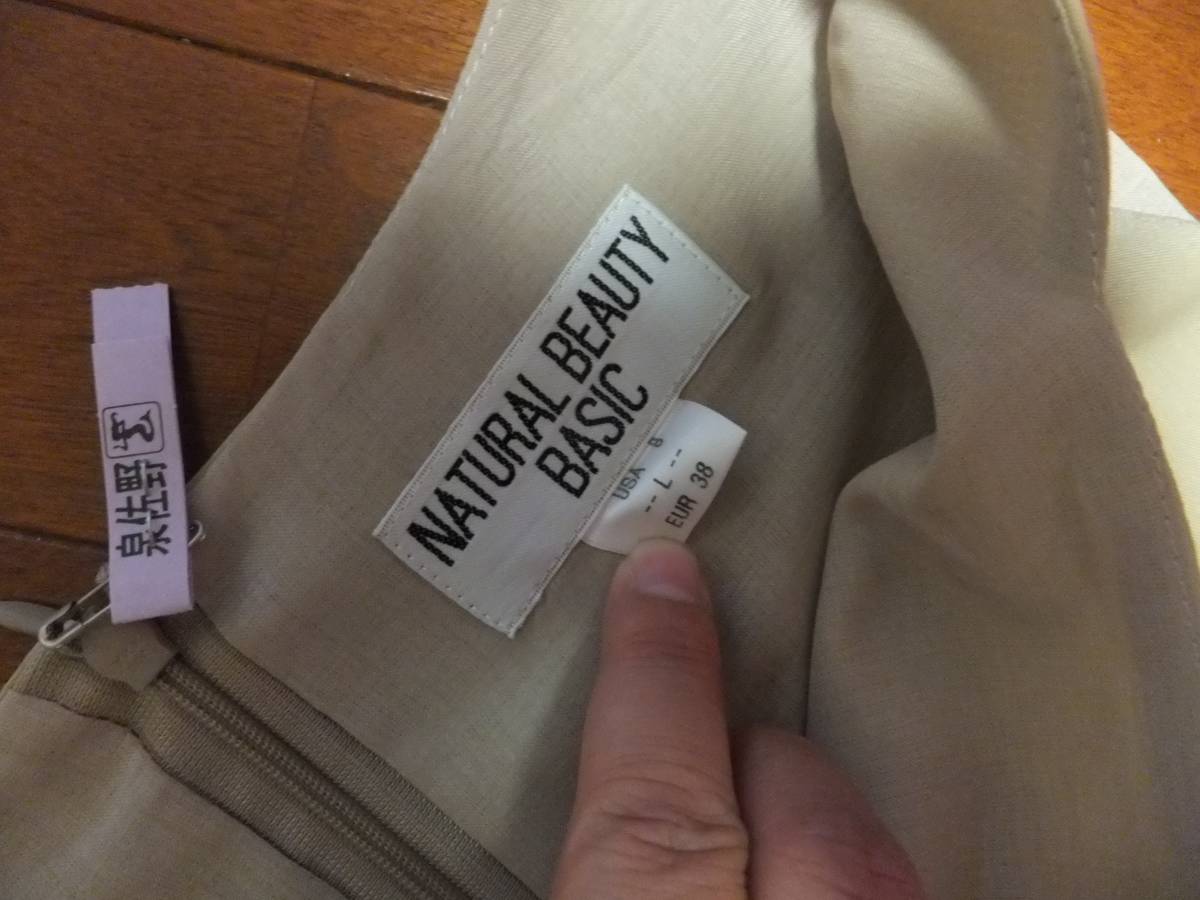 NATURAL BEAUTY
BASIC
USA 8
-- L --
EUR 38
泉佐野